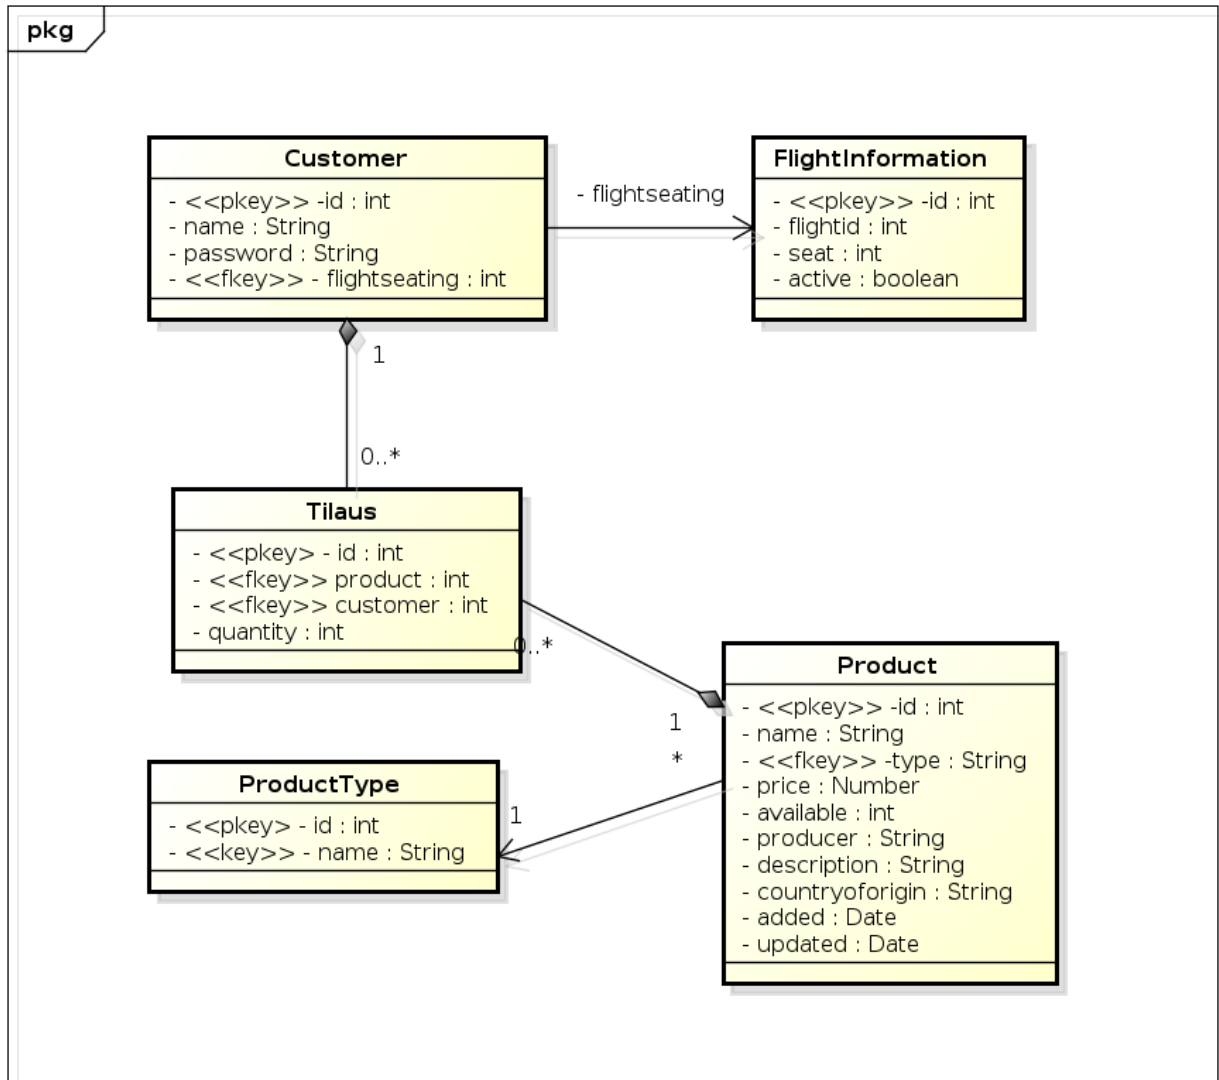 pkg
Customer
- <<pkey>> -id : int
- name : String
- password : String
- <<fkey>> - flightseating : int
- flightseating
FlightInformation
- <<pkey>> -id : int
- flightid : int
- seat : int
- active : boolean
1
0..*
Tilaus
- <<pkey> - id : int
- <<fkey>> product : int
- <<fkey>> customer : int
- quantity : int
0..*
1
*
1
Product
- <<pkey>> -id : int
- name : String
- <<fkey>> -type : String
- price : Number
- available : int
- producer : String
- description : String
- countryoforigin : String
- added : Date
- updated : Date
ProductType
- <<pkey> - id : int
- <<key>> - name : String